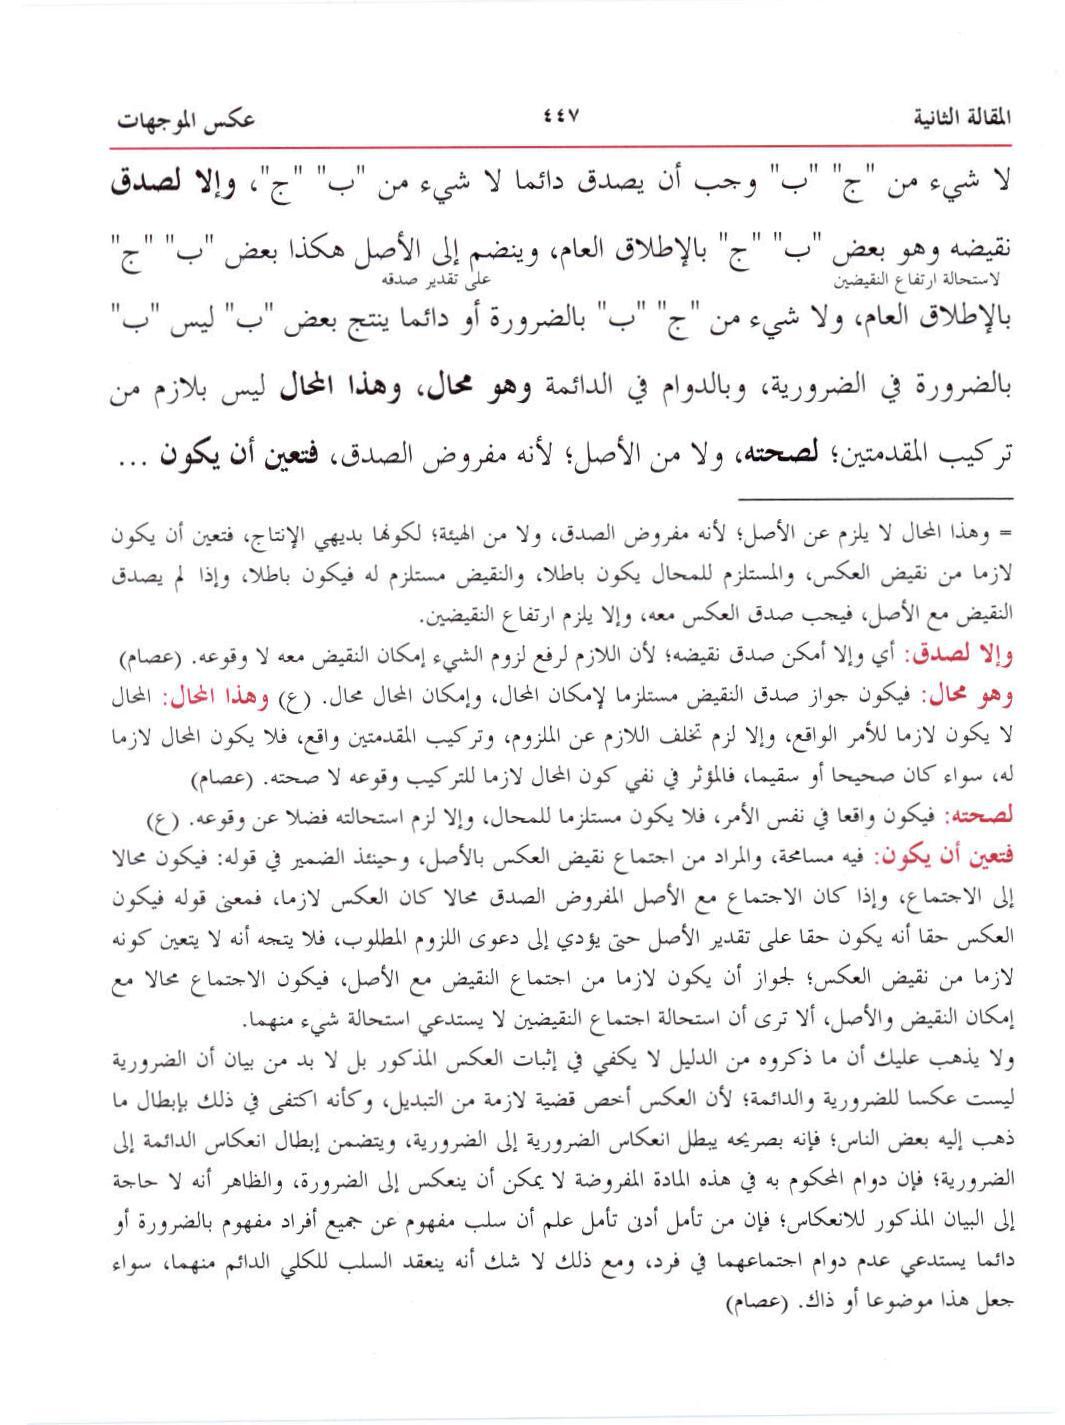 المقالة الثانية ٤٤٧ عكس الموجهات
لا شيء من "ج" "ب" وجب أن يصدق دائما لا شيء من "ب" "ج"، وإلا لصدق
نقيضه وهو بعض "ب" "ج" بالإطلاق العام، وينضم إلى الأصل هكذا بعض "ب" "ج"
لاستحالة ارتفاع النقيضين على تقدير صدقه
بالإطلاق العام، ولا شيء من "ج" "ب" بالضرورة أو دائما ينتج بعض "ب" ليس "ب"
بالضرورة في الضرورية، وبالدوام في الدائمة وهو محال، وهذا المحال ليس بلازم من
تركيب المقدمتين؛ لصحته، ولا من الأصل؛ لأنه مفروض الصدق، فتعين أن يكون ...
= وهذا المحال لا يلزم عن الأصل؛ لأنه مفروض الصدق، ولا من الهيئة؛ لكونها بديهي الإنتاج، فتعين أن يكون
لازما من نقيض العكس، والمستلزم للمحال يكون باطلا، والنقيض مستلزم له فيكون باطلا، وإذا لم يصدق
النقيض مع الأصل، فيجب صدق العكس معه، وإلا يلزم ارتفاع النقيضين.
وإلا لصدق: أي وإلا أمكن صدق نقيضه؛ لأن اللازم لرفع لزوم الشيء إمكان النقيض معه لا وقوعه. (عصام)
وهو محال: فيكون جواز صدق النقيض مستلزما لإمكان المحال، وإمكان المحال محال. (ع) وهذا المحال: المحال
لا يكون لازما للأمر الواقع، وإلا لزم تخلف اللازم عن الملزوم، وتركيب المقدمتين واقع، فلا يكون المحال لازما
له، سواء كان صحيحا أو سقيما، فالمؤثر في نفي كون المحال لازما للتركيب وقوعه لا صحته. (عصام)
لصحته: فيكون واقعا في نفس الأمر، فلا يكون مستلزما للمحال، وإلا لزم استحالته فضلا عن وقوعه. (ع)
فتعين أن يكون: فيه مسامحة، والمراد من اجتماع نقيض العكس بالأصل، وحينئذ الضمير في قوله: فيكون محالا
إلى الاجتماع، وإذا كان الاجتماع مع الأصل المفروض الصدق محالا كان العكس لازما، فمعنى قوله فيكون
العكس حقا أنه يكون حقا على تقدير الأصل حتى يؤدي إلى دعوى اللزوم المطلوب، فلا يتجه أنه لا يتعين كونه
لازما من نقيض العكس؛ لجواز أن يكون لازما من اجتماع النقيض مع الأصل، فيكون الاجتماع محالا مع
إمكان النقيض والأصل، ألا ترى أن استحالة اجتماع النقيضين لا يستدعي استحالة شيء منهما.
ولا يذهب عليك أن ما ذكروه من الدليل لا يكفي في إثبات العكس المذكور بل لا بد من بيان أن الضرورية
ليست عكسا للضرورية والدائمة؛ لأن العكس أخص قضية لازمة من التبديل، وكأنه اكتفى في ذلك بإبطال ما
ذهب إليه بعض الناس؛ فإنه بصريحه يبطل انعكاس الضرورية إلى الضرورية، ويتضمن إبطال انعكاس الدائمة إلى
الضرورية؛ فإن دوام المحكوم به في هذه المادة المفروضة لا يمكن أن ينعكس إلى الضرورة، والظاهر أنه لا حاجة
إلى البيان المذكور للانعكاس؛ فإن من تأمل أدنى تأمل علم أن سلب مفهوم عن جميع أفراد مفهوم بالضرورة أو
دائما يستدعي عدم دوام اجتماعهما في فرد، ومع ذلك لا شك أنه ينعقد السلب للكلي الدائم منهما، سواء
جعل هذا موضوعا أو ذاك. (عصام)